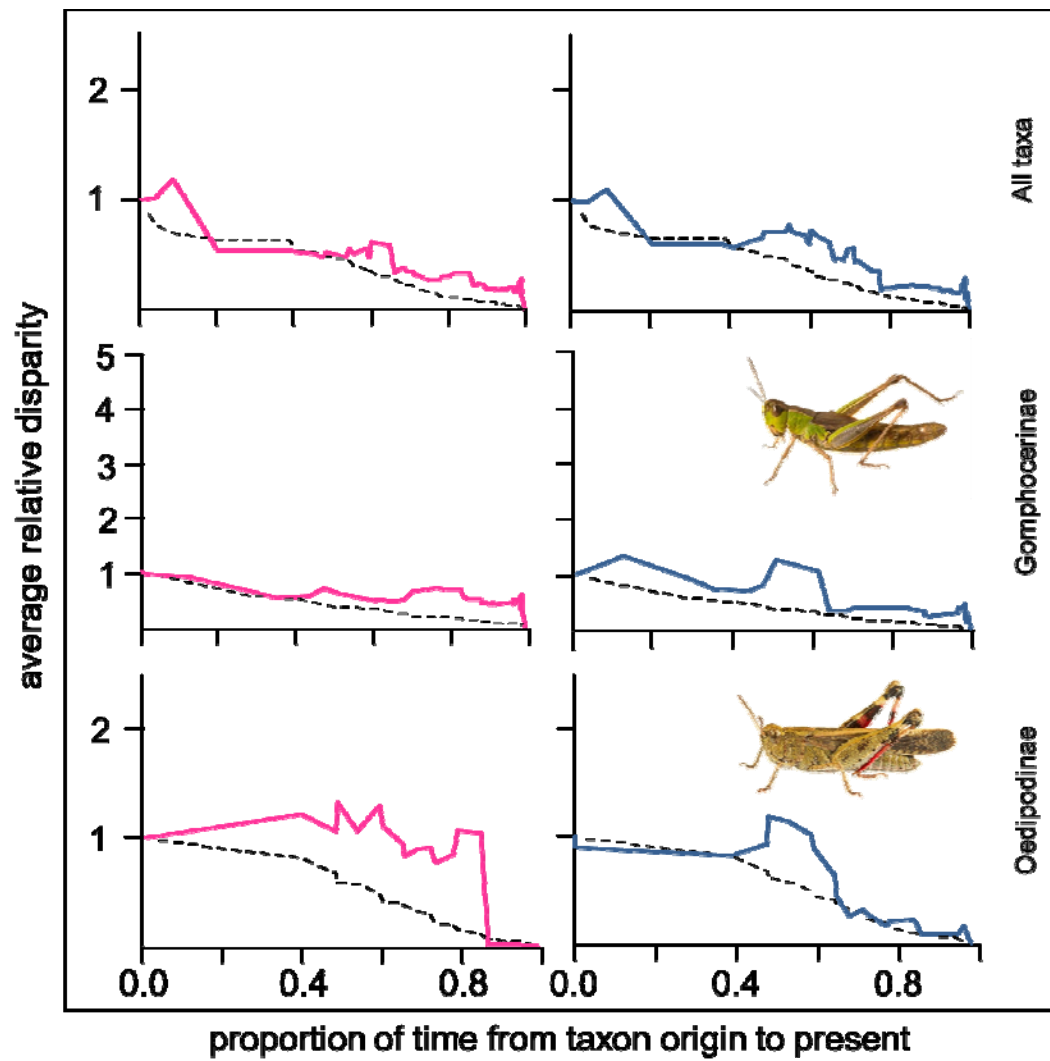 2
1
All taxa
5
4
3
2
1
Gomphocerinae
average relative disparity
2
1
Oedipodinae
0.0 0.4 0.8 0.0 0.4 0.8
proportion of time from taxon origin to present